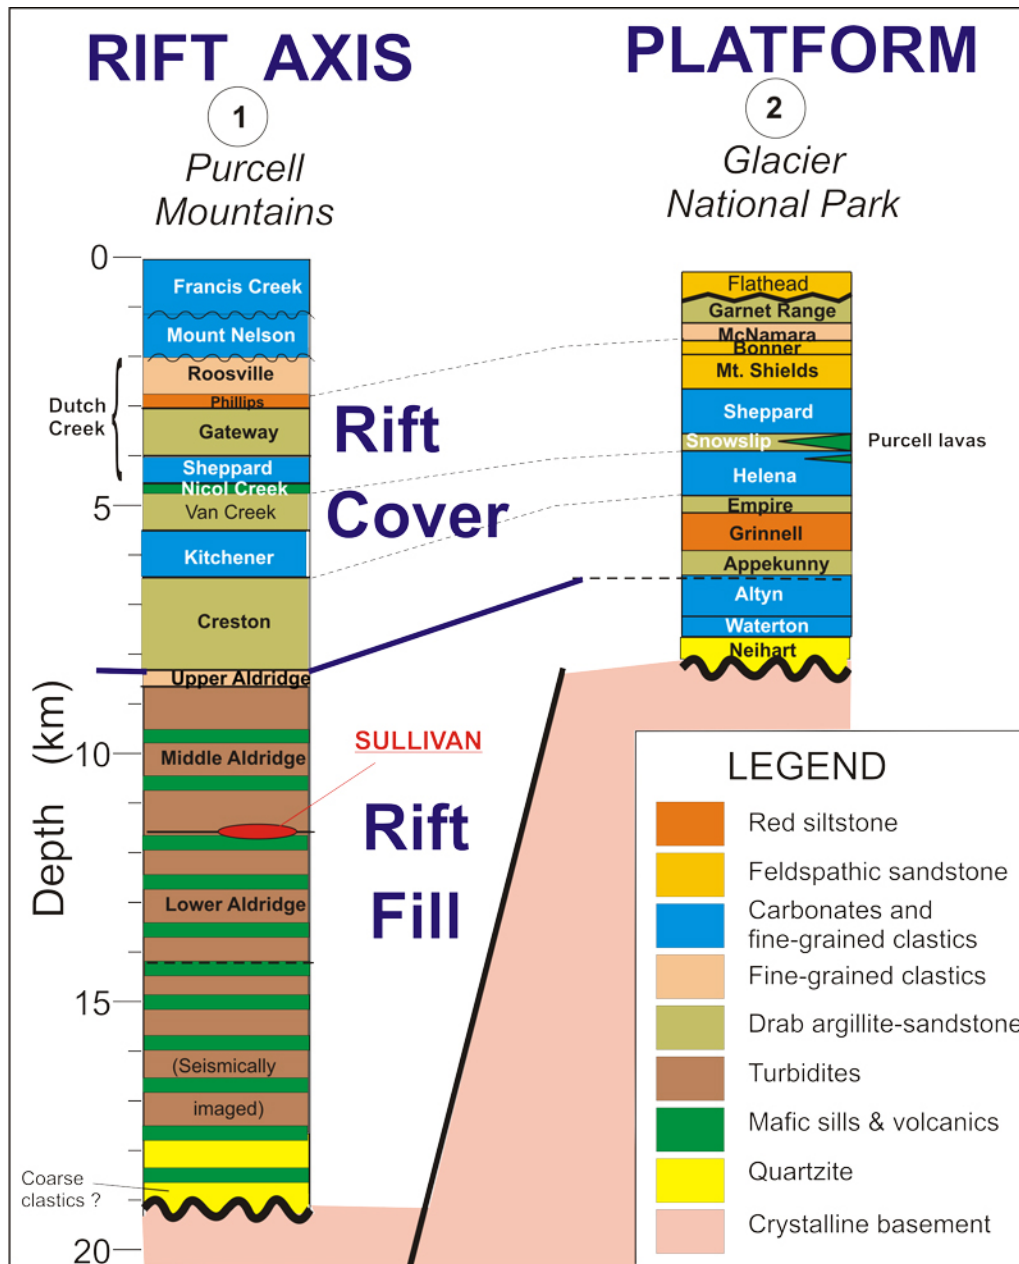 RIFT AXIS
PLATFORM
1
2
Purcell
Mountains
Glacier
National Park
0
5
10
15
20
Depth (km)
Francis Creek
Mount Nelson
Roosville
Phillips
Gateway
Sheppard
Nicol Creek
Van Creek
Kitchener
Creston
Upper Aldridge
Middle Aldridge
Lower Aldridge
(Seismically
imaged)
Dutch
Creek
Coarse
clastics ?
SULLIVAN
Rift
Cover
Rift
Fill
Flathead
Garnet Range
McNamara
Bonner
Mt. Shields
Sheppard
Snowslip
Purcell lavas
Helena
Empire
Grinnell
Appekunny
Altyn
Waterton
Neihart
LEGEND
Red siltstone
Feldspathic sandstone
Carbonates and
fine-grained clastics
Fine-grained clastics
Drab argillite-sandstone
Turbidites
Mafic sills & volcanics
Quartzite
Crystalline basement